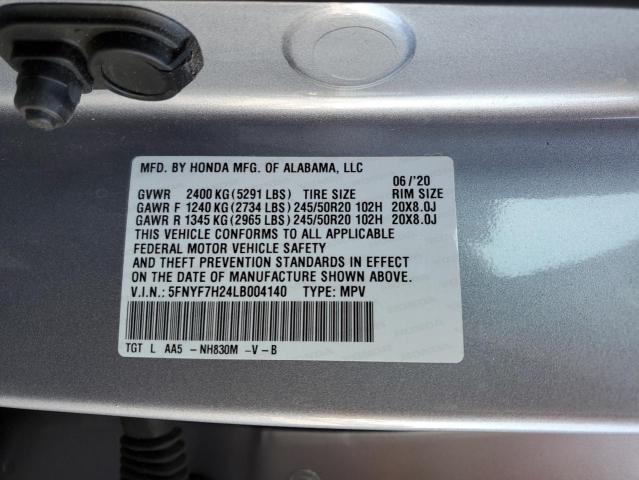 MFD. BY HONDA MFG. OF ALABAMA, LLC 06/'20
GVWR 2400 KG (5291 LBS) TIRE SIZE RIM SIZE
GAWR F 1240 KG (2734 LBS) 245/50R20 102H 20X8.0J
GAWR R 1345 KG (2965 LBS) 245/50R20 102H 20X8.0J
THIS VEHICLE CONFORMS TO ALL APPLICABLE
FEDERAL MOTOR VEHICLE SAFETY
AND THEFT PREVENTION STANDARDS IN EFFECT
ON THE DATE OF MANUFACTURE SHOWN ABOVE.
V.I.N.: 5FNYF7H24LB004140 TYPE: MPV
TGT L AA5 - NH830M -V-B